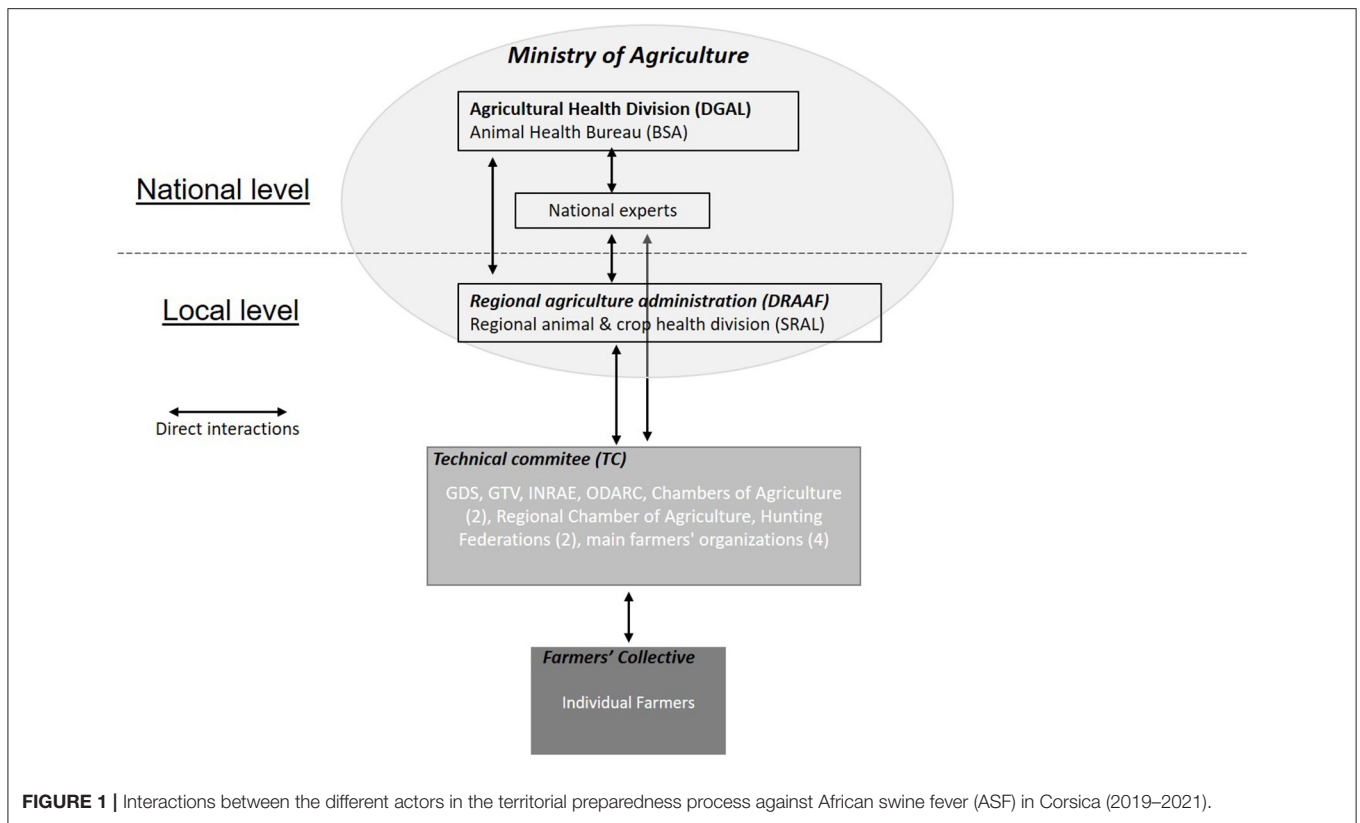 Ministry of Agriculture
Agricultural Health Division (DGAL)
Animal Health Bureau (BSA)
National level
National experts
Local level
Regional agriculture administration (DRAAF)
Regional animal & crop health division (SRAL)
Direct interactions
Technical commitee (TC)
GDS, GTV, INRAE, ODARC, Chambers of Agriculture
(2), Regional Chamber of Agriculture, Hunting
Federations (2), main farmers' organizations (4)
Farmers' Collective
Individual Farmers
FIGURE 1 | Interactions between the different actors in the territorial preparedness process against African swine fever (ASF) in Corsica (2019–2021).